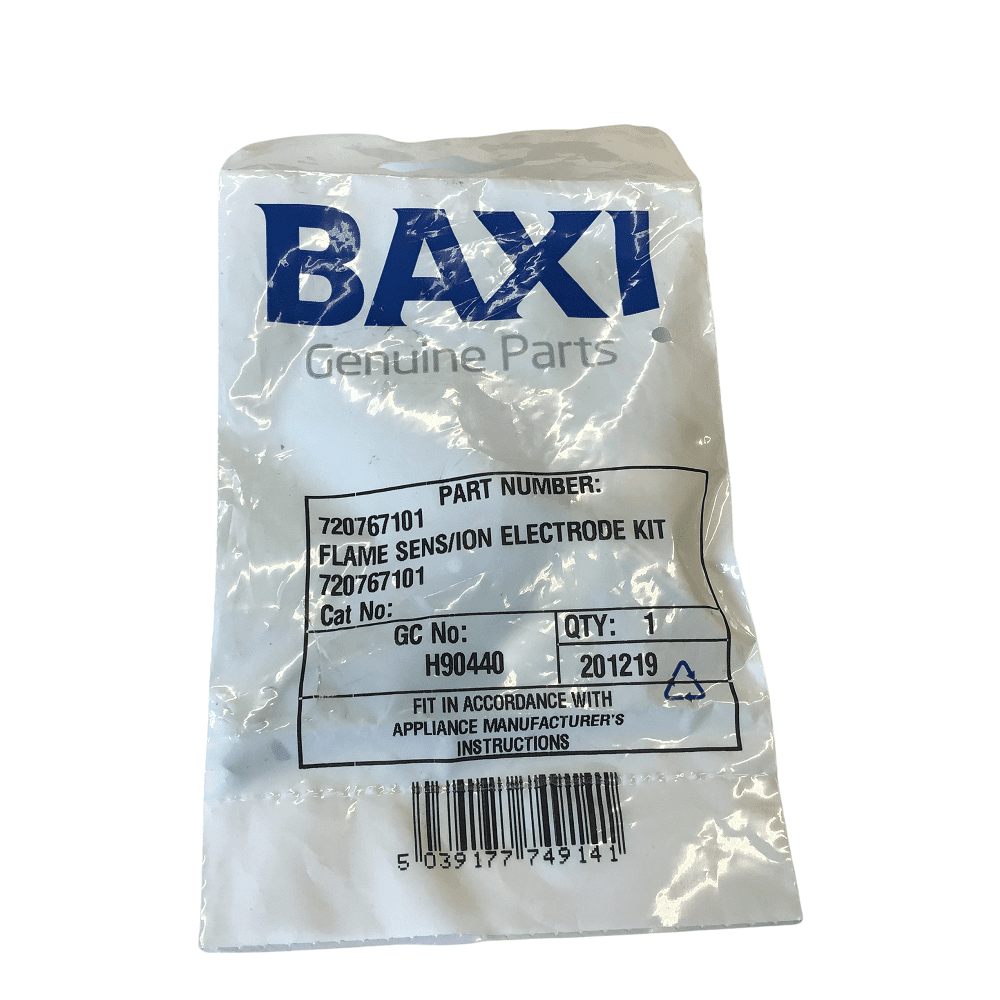 BAXI
Genuine Parts
PART NUMBER:
720767101
FLAME SENS/ION ELECTRODE KIT
720767101
Cat No:
GC No:
QTY: 1
H90440
201219
FIT IN ACCORDANCE WITH
APPLIANCE MANUFACTURER'S
INSTRUCTIONS
5 039177 749141